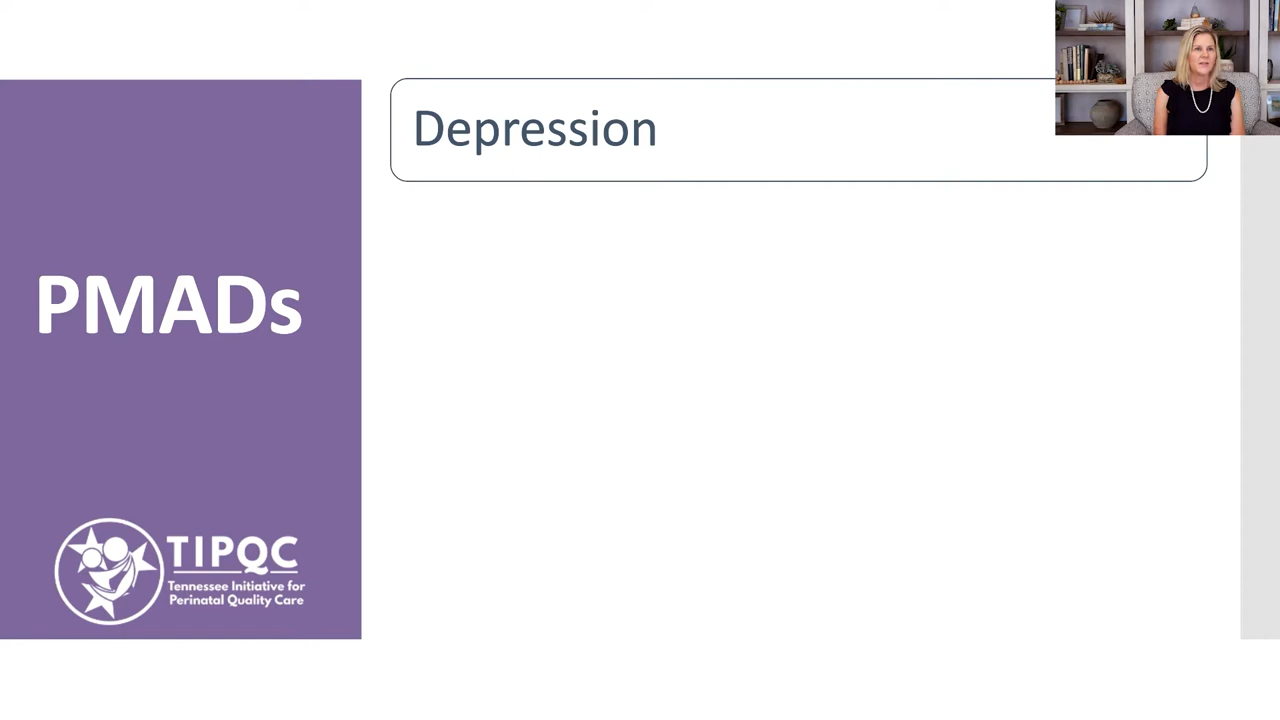 Depression
PMADs
TIPQC
Tennessee Initiative for
Perinatal Quality Care